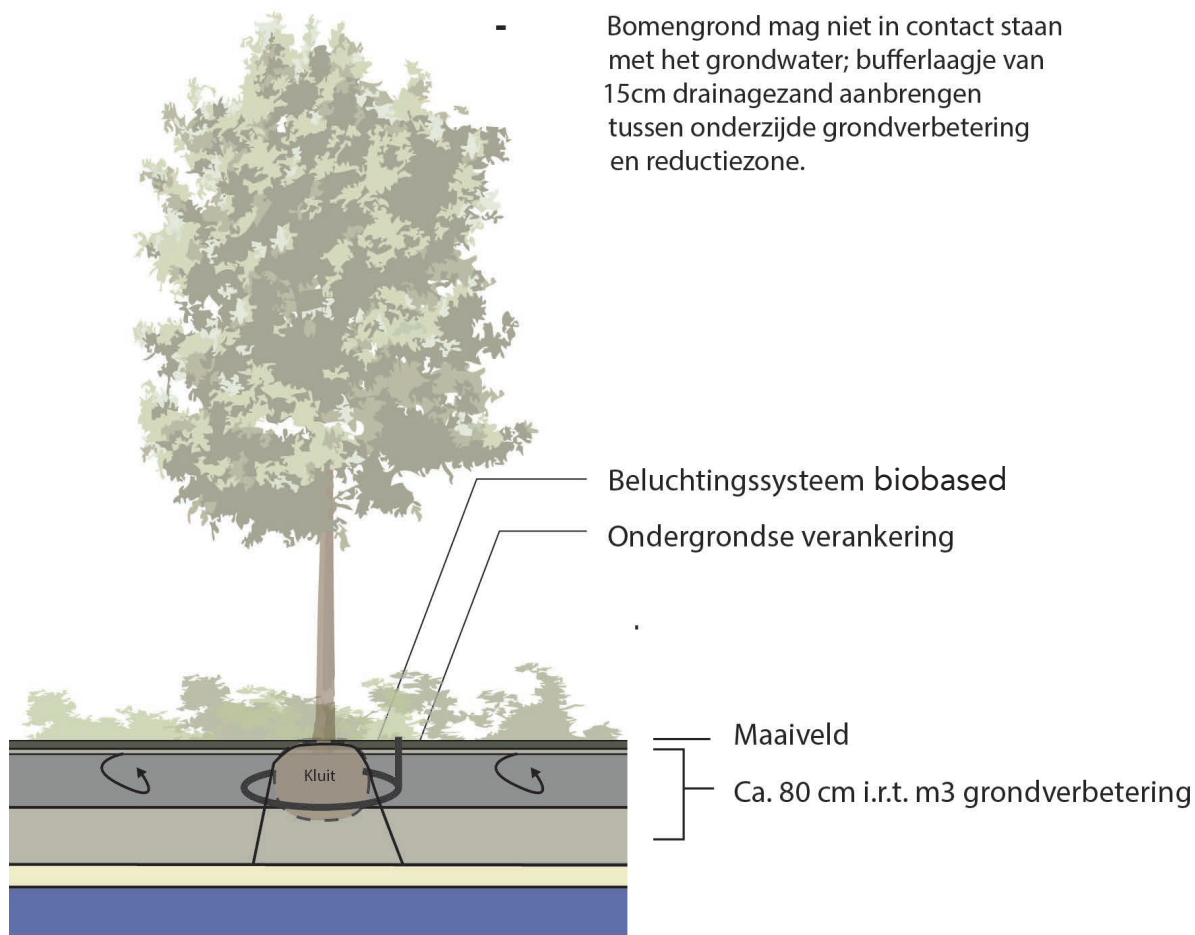 - Bomengrond mag niet in contact staan
met het grondwater; bufferlaagje van
15cm drainagezand aanbrengen
tussen onderzijde grondverbetering
en reductiezone.
Beluchtingssysteem biobased
Ondergrondse verankering
.
Maaiveld
Kluit
Ca. 80 cm i.r.t. m3 grondverbetering